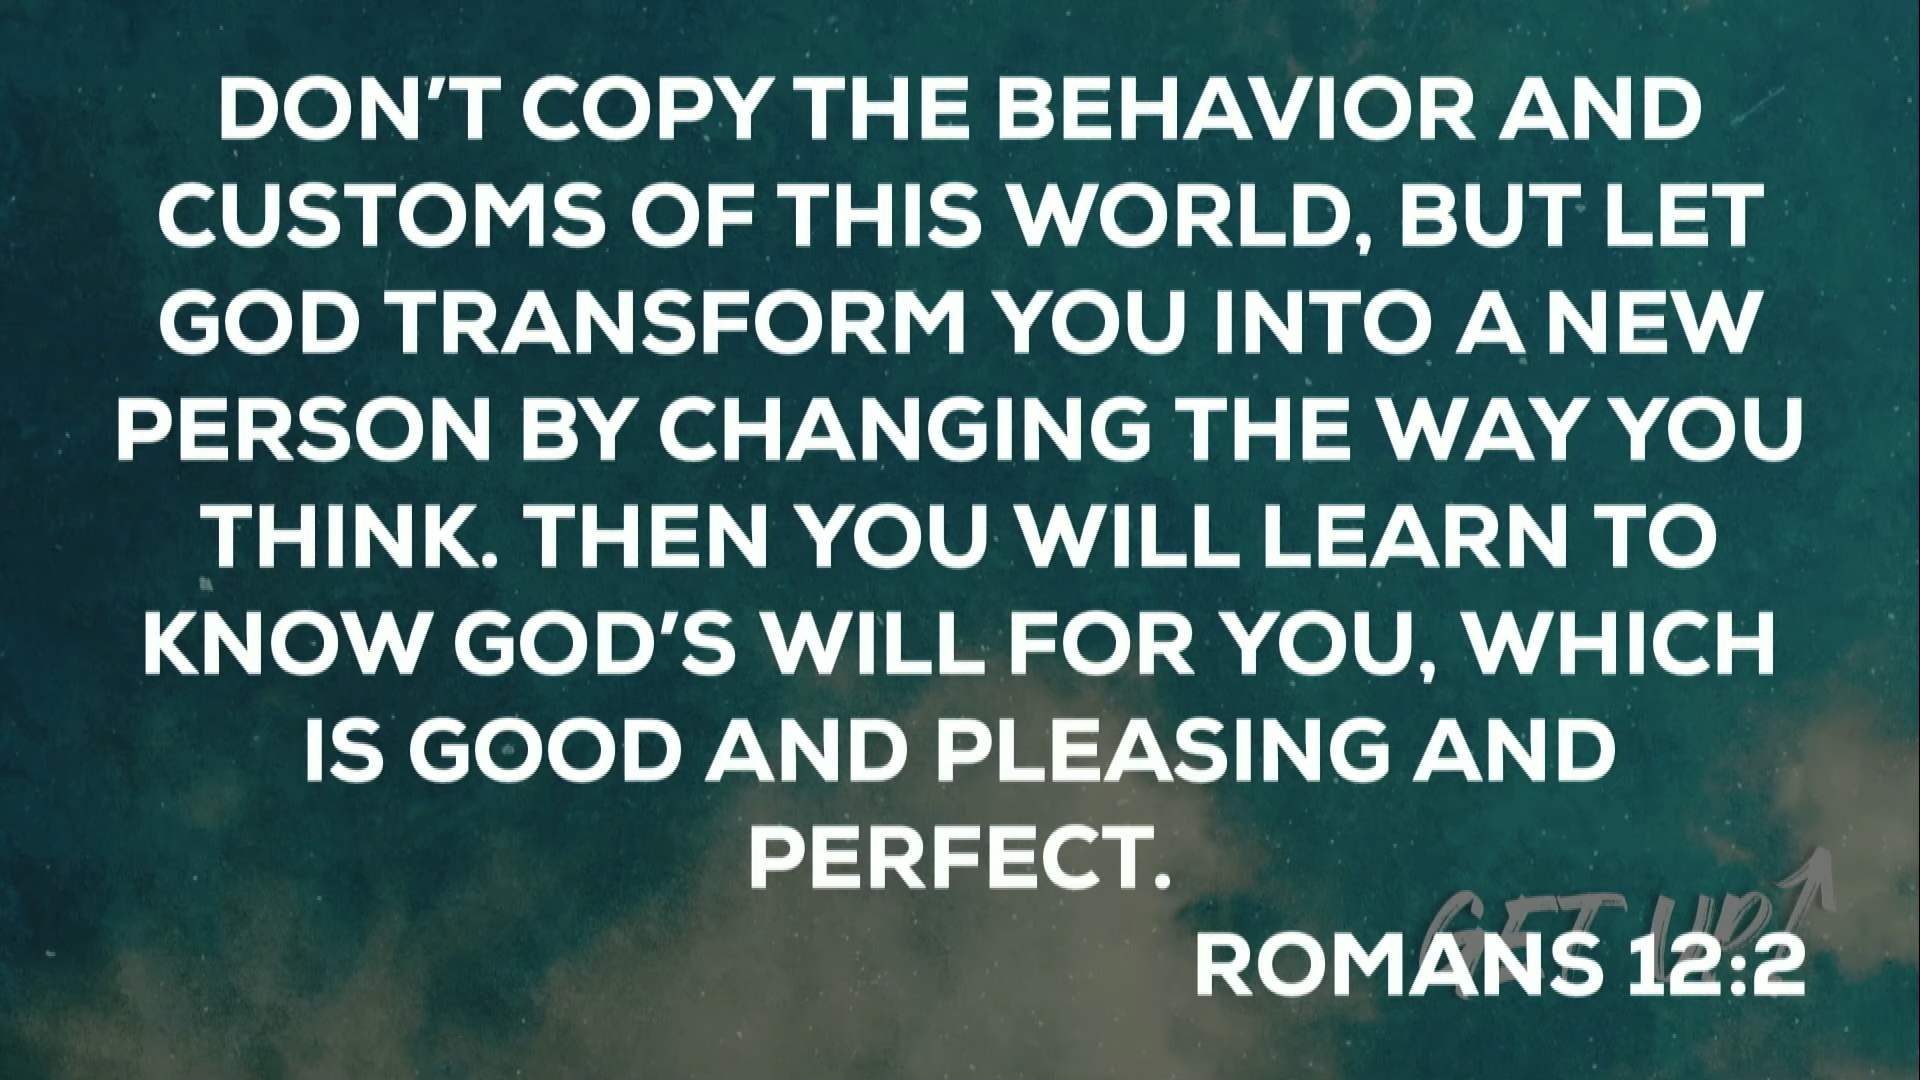 DON'T COPY THE BEHAVIOR AND
CUSTOMS OF THIS WORLD, BUT LET
GOD TRANSFORM YOU INTO A NEW
PERSON BY CHANGING THE WAY YOU
THINK. THEN YOU WILL LEARN TO
KNOW GOD'S WILL FOR YOU, WHICH
IS GOOD AND PLEASING AND
PERFECT.
GET UP
ROMANS 12:2